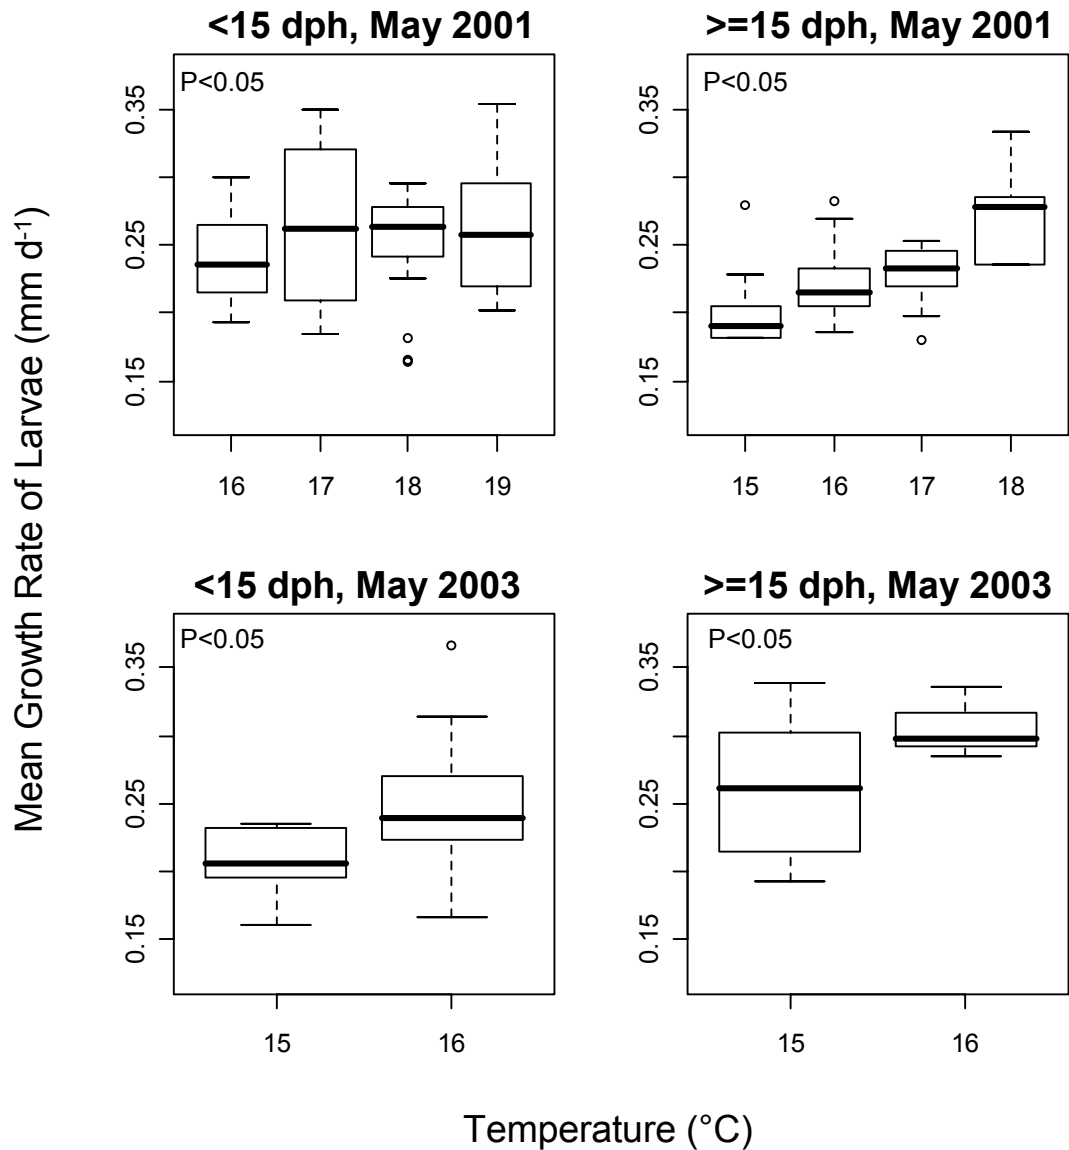 <15 dph, May 2001
P<0.05
0.35
0.25
0.15
16 17 18 19
>=15 dph, May 2001
P<0.05
0.35
0.25
0.15
15 16 17 18
Mean Growth Rate of Larvae (mm d-1)
<15 dph, May 2003
P<0.05
0.35
0.25
0.15
15 16
>=15 dph, May 2003
P<0.05
0.35
0.25
0.15
15 16
Temperature (°C)